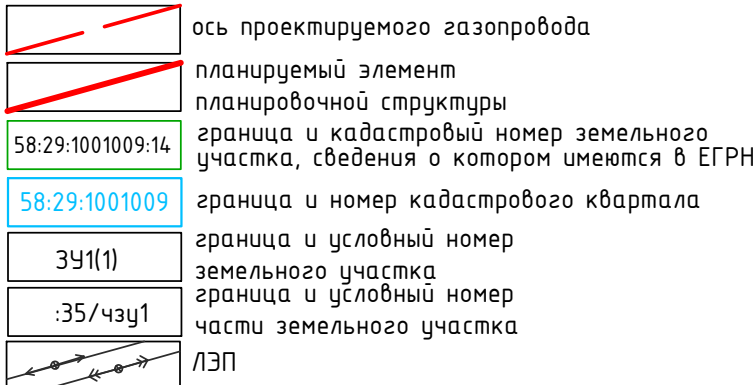 ось проектируемого газопровода
планируемый элемент
планировочной структуры
58:29:1001009:14
граница и кадастровый номер земельного
участка, сведения о котором имеются в ЕГРН
58:29:1001009
граница и номер кадастрового квартала
ЗУ1(1)
граница и условный номер
земельного участка
:35/чзу1
граница и условный номер
части земельного участка
ЛЭП